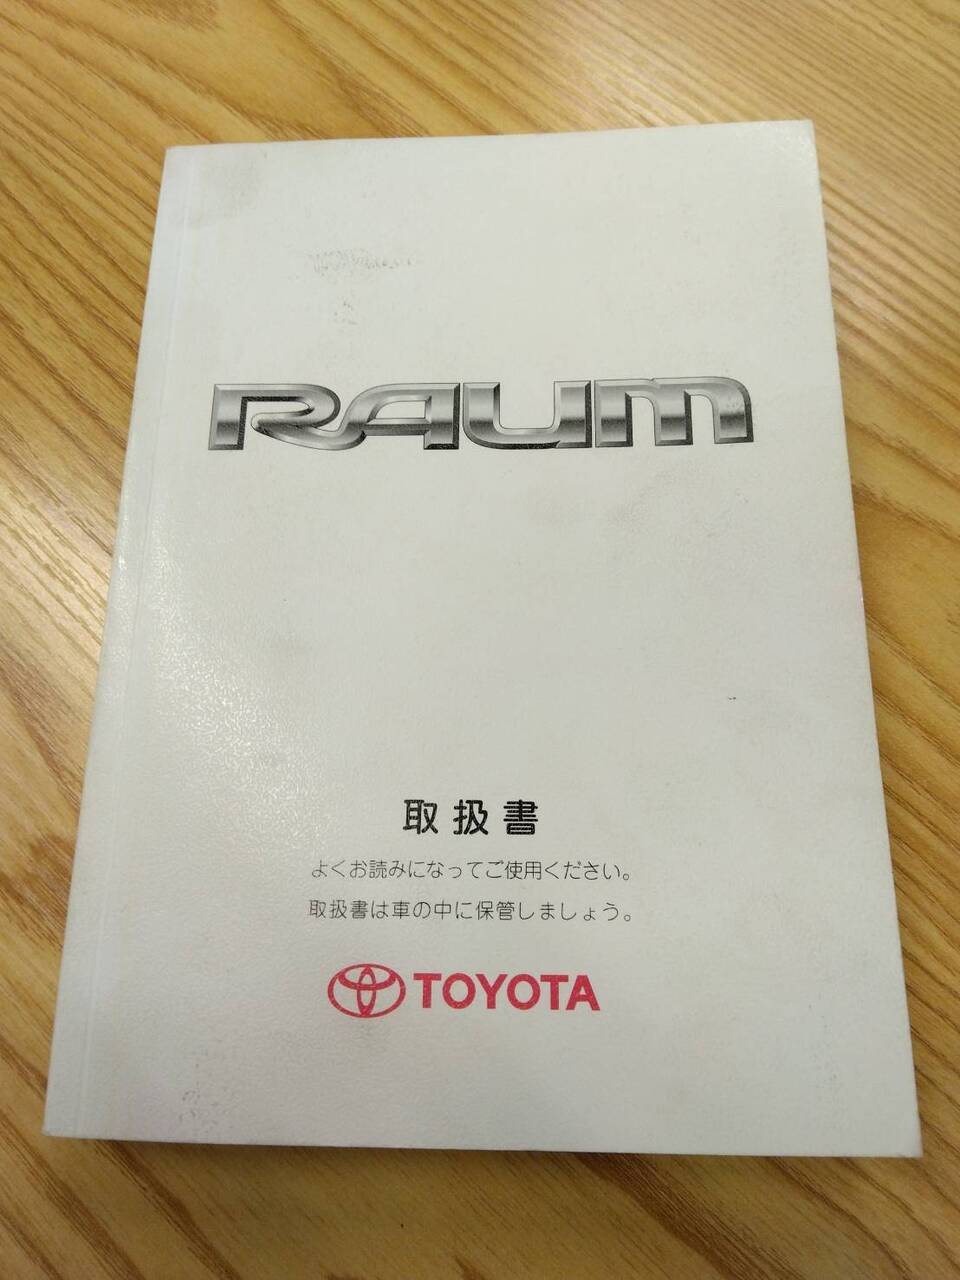 RAUM
取扱書
よくお読みになってご使用ください。
取扱書は車の中に保管しましょう。
TOYOTA